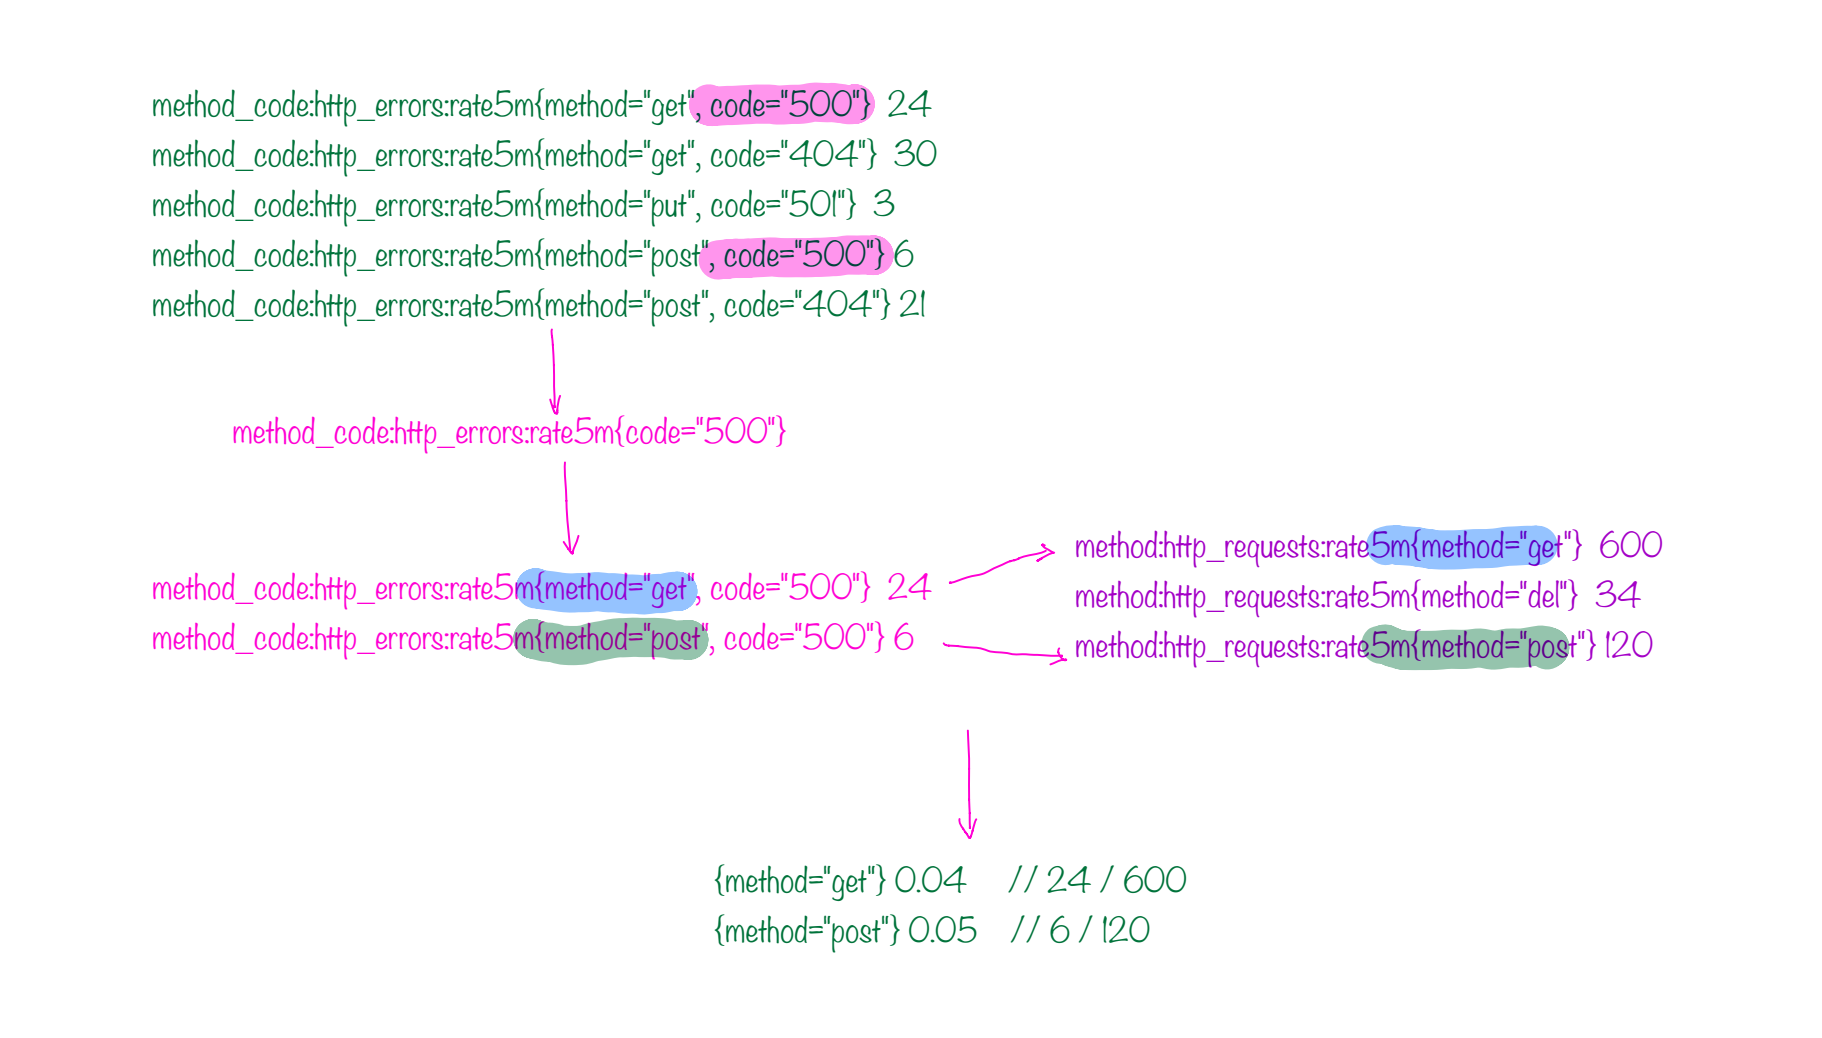 method_code:http_errors:rate5m{method="get", code="500"} 24
method_code:http_errors:rate5m{method="get", code="404"} 30
method_code:http_errors:rate5m{method="put", code="501"} 3
method_code:http_errors:rate5m{method="post", code="500"} 6
method_code:http_errors:rate5m{method="post", code="404"} 21
method_code:http_errors:rate5m{code="500"}
method_code:http_errors:rate5m{method="get", code="500"} 24
method_code:http_errors:rate5m{method="post", code="500"} 6
method:http_requests:rate5m{method="get"} 600
method:http_requests:rate5m{method="del"} 34
method:http_requests:rate5m{method="post"} 120
{method="get"} 0.04 // 24 / 600
{method="post"} 0.05 // 6 / 120